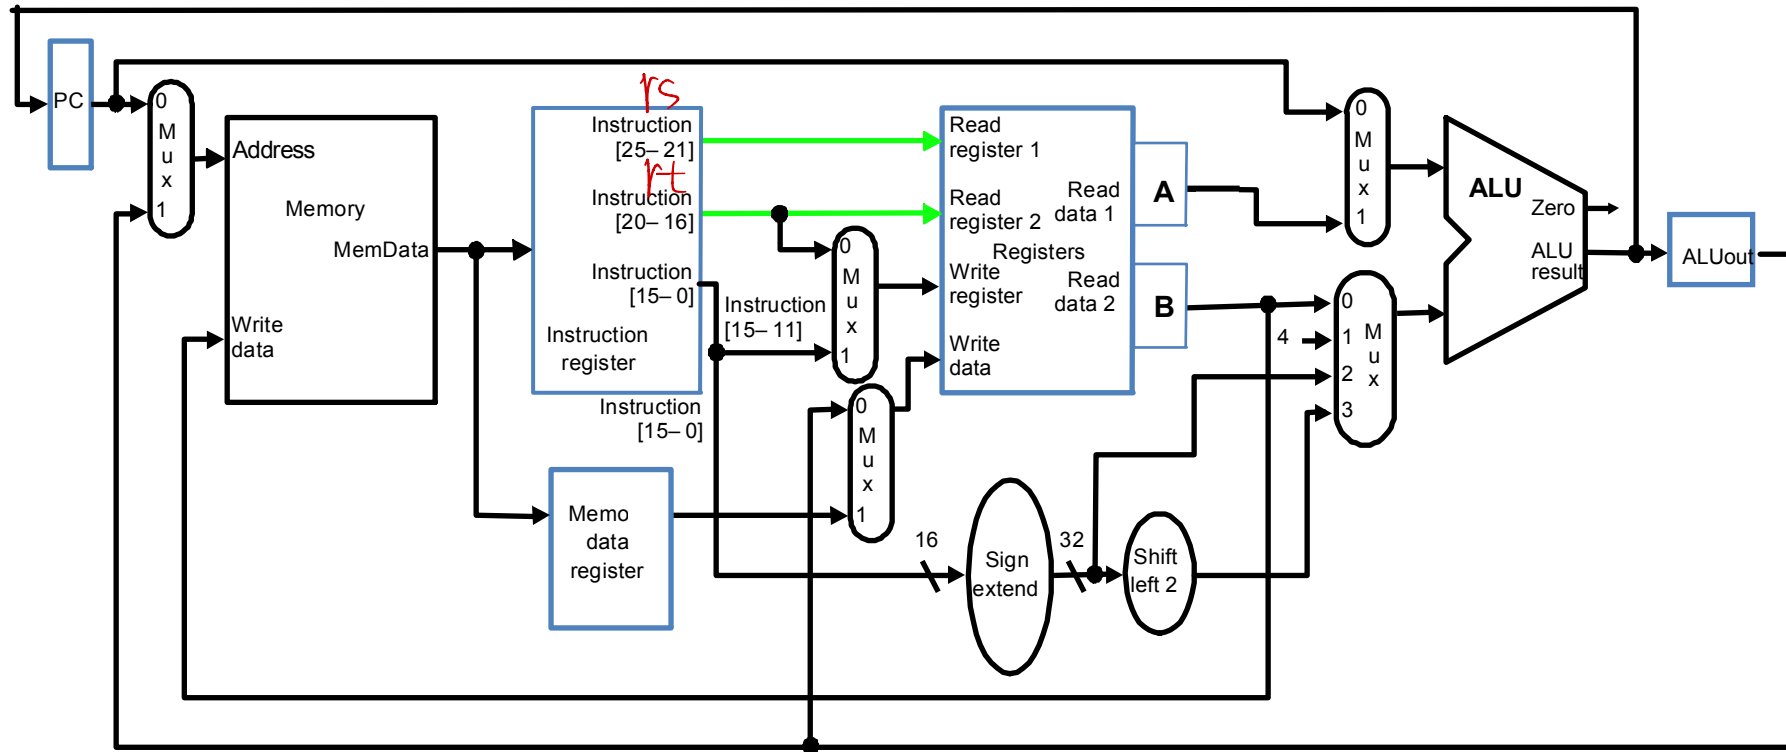 PC
0
M
u
x
1
Address
Memory
MemData
Write
data
rs
Instruction
[25– 21]
rt
Instruction
[20– 16]
Instruction
[15– 0]
Instruction
register
Instruction
[15– 11]
Instruction
[15– 0]
Memo
data
register
0
M
u
x
1
0
M
u
x
1
Read
register 1
Read
register 2
Registers
Write
register
Write
data
Read
data 1
Read
data 2
A
B
16
Sign
extend
32
Shift
left 2
0
M
u
x
1
4
0
1
2
3
M
u
x
ALU
Zero
ALU
result
ALUout